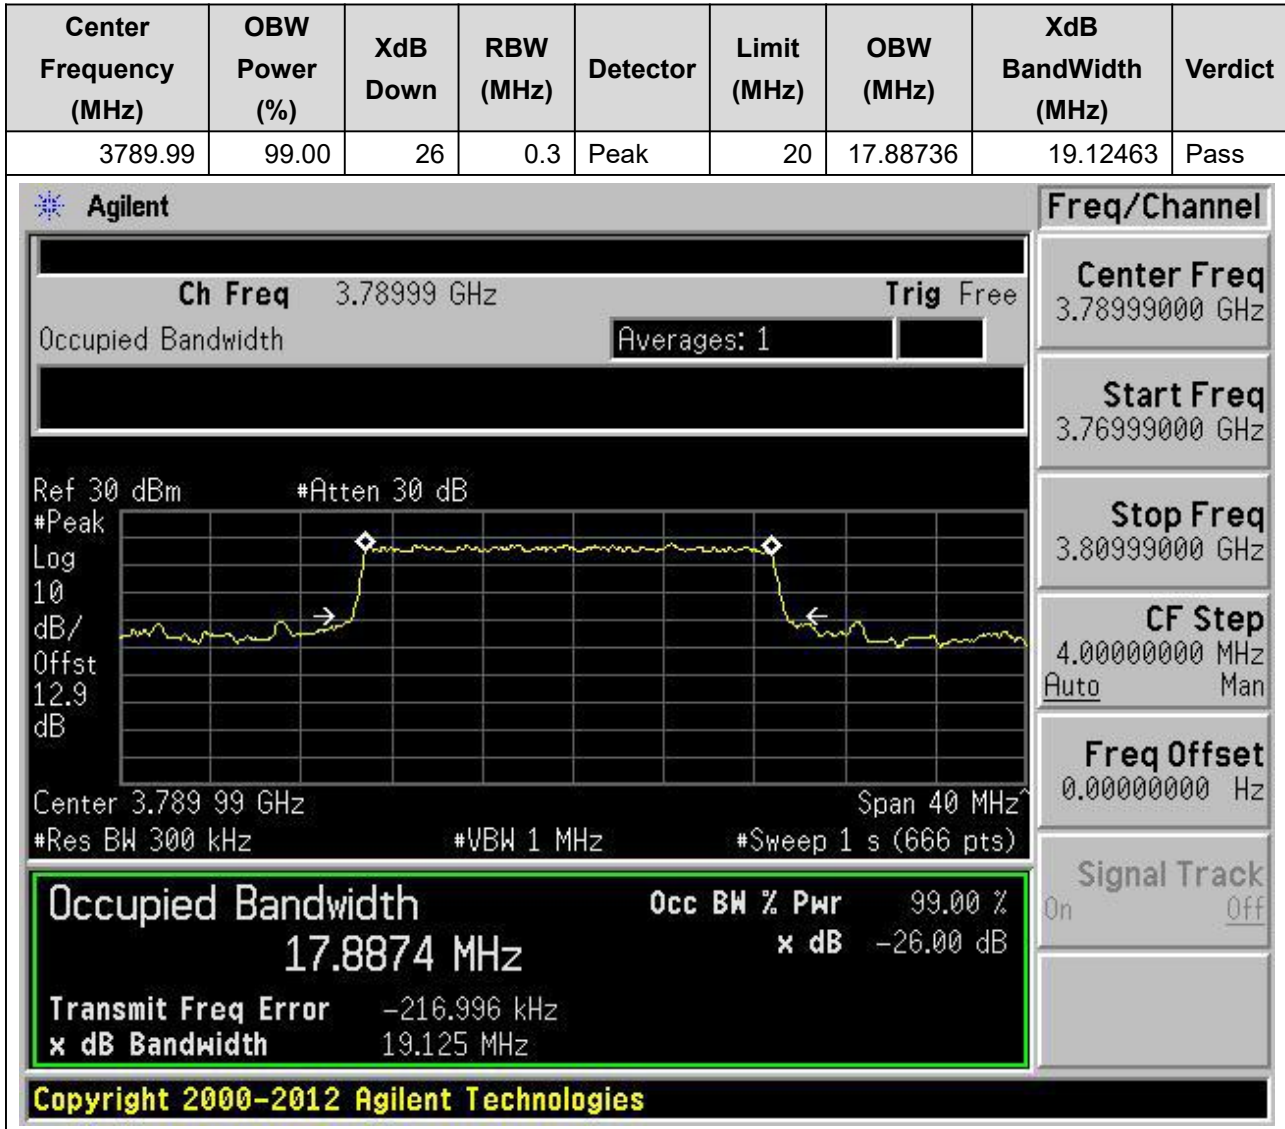 Center Frequency (MHz) OBW Power (%) XdB Down RBW (MHz) Detector Limit (MHz) OBW (MHz) XdB BandWidth (MHz) Verdict
3789.99 99.00 26 0.3 Peak 20 17.88736 19.12463 Pass
Agilent
Freq/Channel
Ch Freq 3.78999 GHz Trig Free
Occupied Bandwidth Averages: 1
Ref 30 dBm #Atten 30 dB
#Peak
Log
10
dB/
Offst
12.9
dB
Center 3.789 99 GHz Span 40 MHz^
#Res BW 300 kHz #VBW 1 MHz #Sweep 1 s (666 pts)
Occupied Bandwidth Occ BW % Pwr 99.00 %
17.8874 MHz x dB -26.00 dB
Transmit Freq Error -216.996 kHz
x dB Bandwidth 19.125 MHz
Copyright 2000-2012 Agilent Technologies
Center Freq
3.78999000 GHz
Start Freq
3.76999000 GHz
Stop Freq
3.80999000 GHz
CF Step
4.00000000 MHz
Auto Man
Freq Offset
0.00000000 Hz
Signal Track
On Off